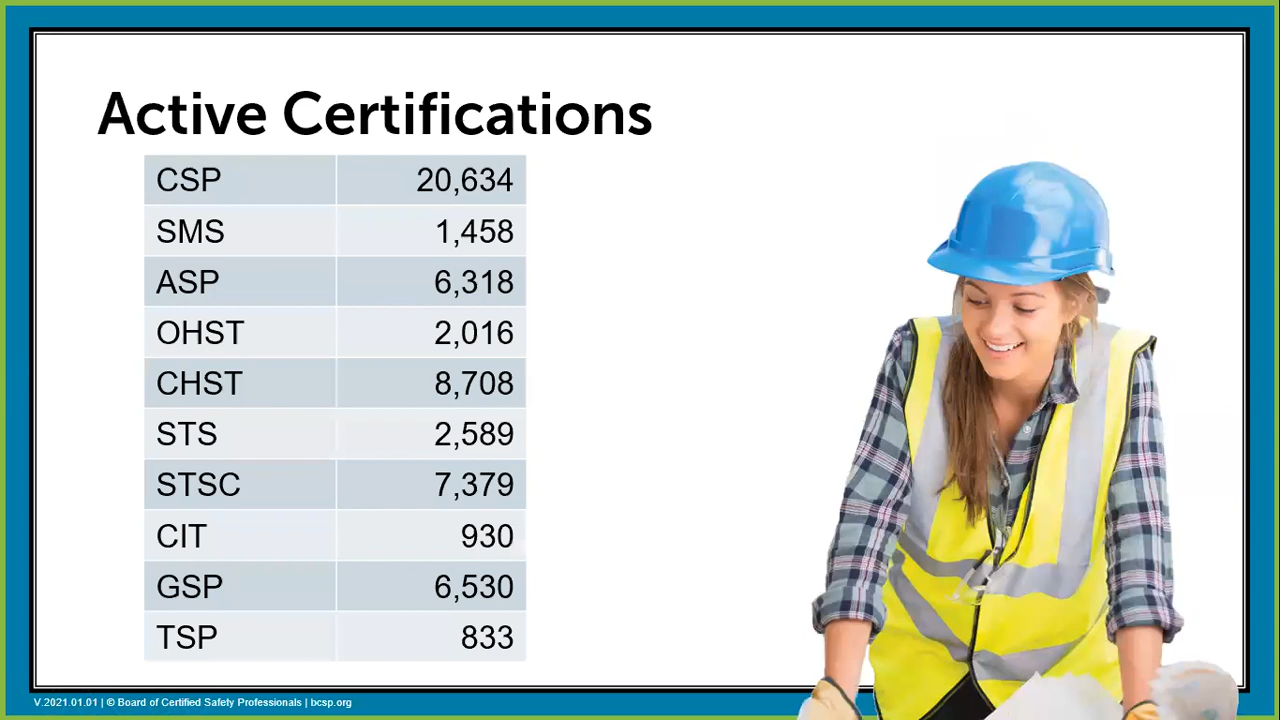 Active Certifications
CSP 20,634
SMS 1,458
ASP 6,318
OHST 2,016
CHST 8,708
STS 2,589
STSC 7,379
CIT 930
GSP 6,530
TSP 833
V.2021.01.01 | © Board of Certified Safety Professionals | bcsp.org